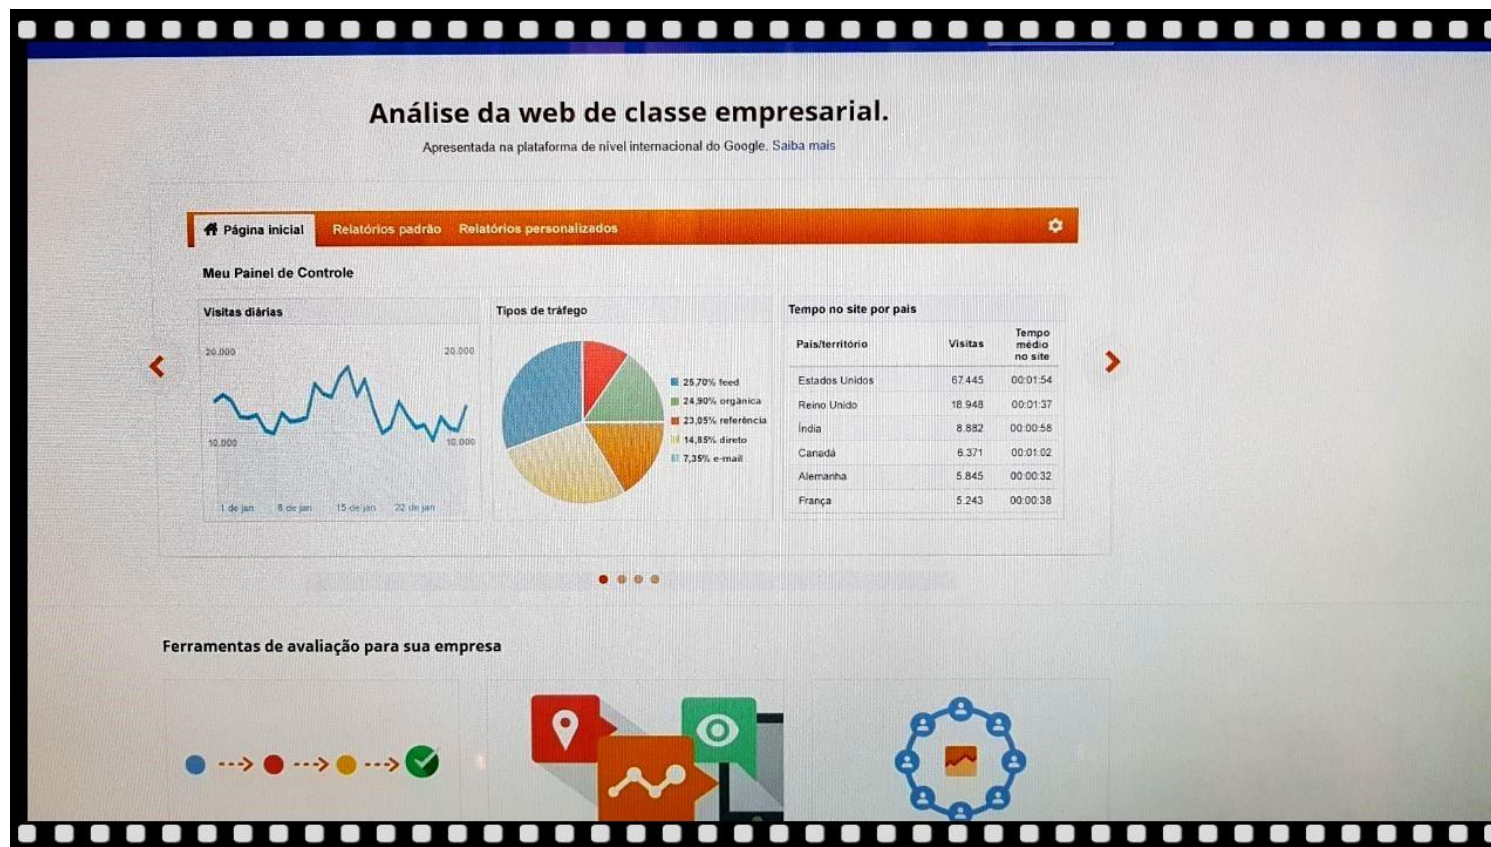 Análise da web de classe empresarial.
Apresentada na plataforma de nível internacional do Google. Saiba mais
Página inicial Relatórios padrão Relatórios personalizados
Meu Painel de Controle
Visitas diárias
20.000 20.000
10.000 10.000
1 de jan 8 de jan 15 de jan 22 de jan
Tipos de tráfego
25,70% feed
24,90% orgânica
23,05% referência
14,85% direto
7,35% e-mail
Tempo no site por país
País/território Visitas Tempo médio no site
Estados Unidos 67.445 00:01:54
Reino Unido 18.948 00:01:37
Índia 8.882 00:00:58
Canadá 6.371 00:01:02
Alemanha 5.845 00:00:32
França 5.243 00:00:38
Ferramentas de avaliação para sua empresa